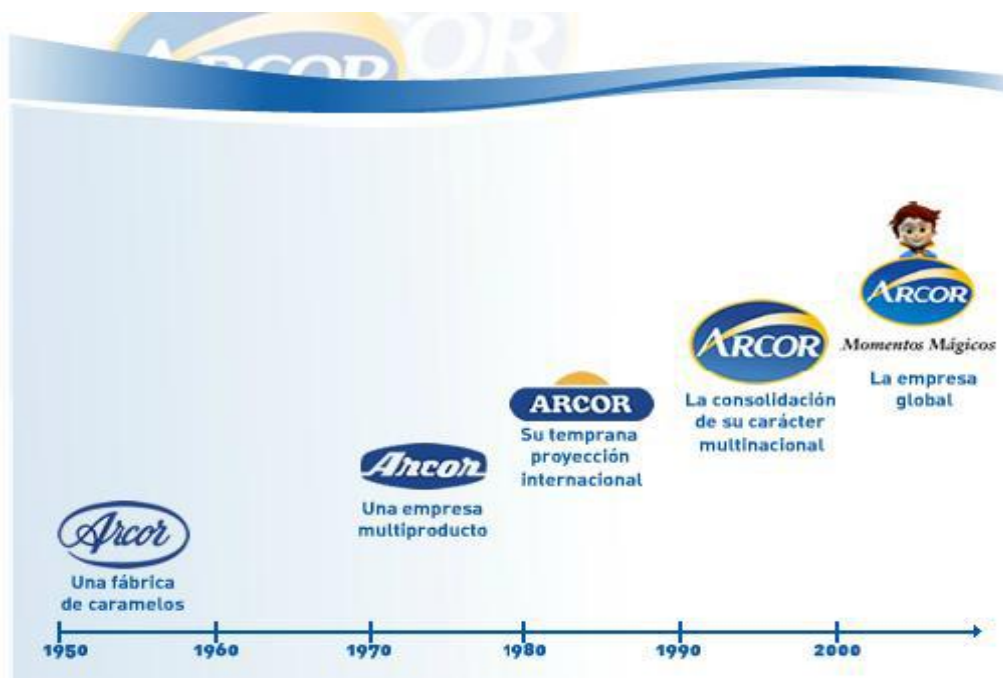 ARCOR
COR
ARCOR
Momentos Mágicos
La empresa
global
ARCOR
La consolidación
de su carácter
multinacional
ARCOR
Su temprana
proyección
internacional
Arcor
Una empresa
multiproducto
Arcor
Una fábrica
de caramelos
1950 1960 1970 1980 1990 2000